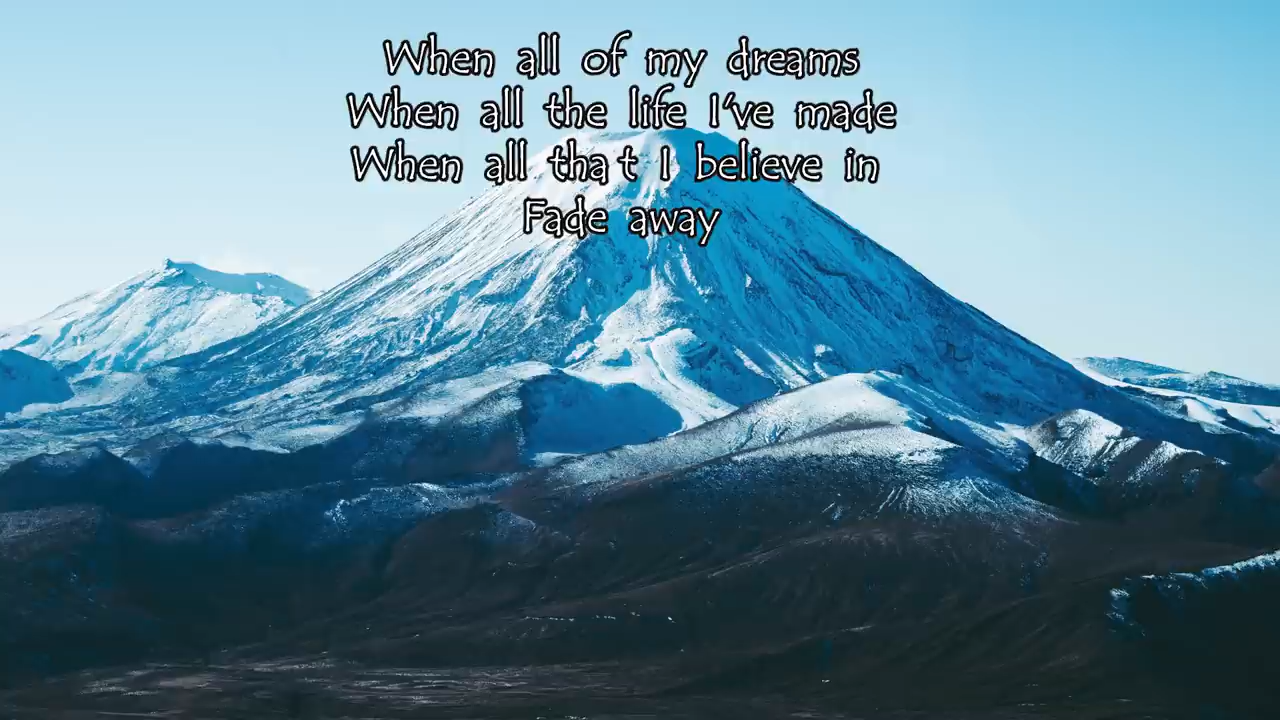 When all of my dreams
When all the life I've made
When all that I believe in
Fade away